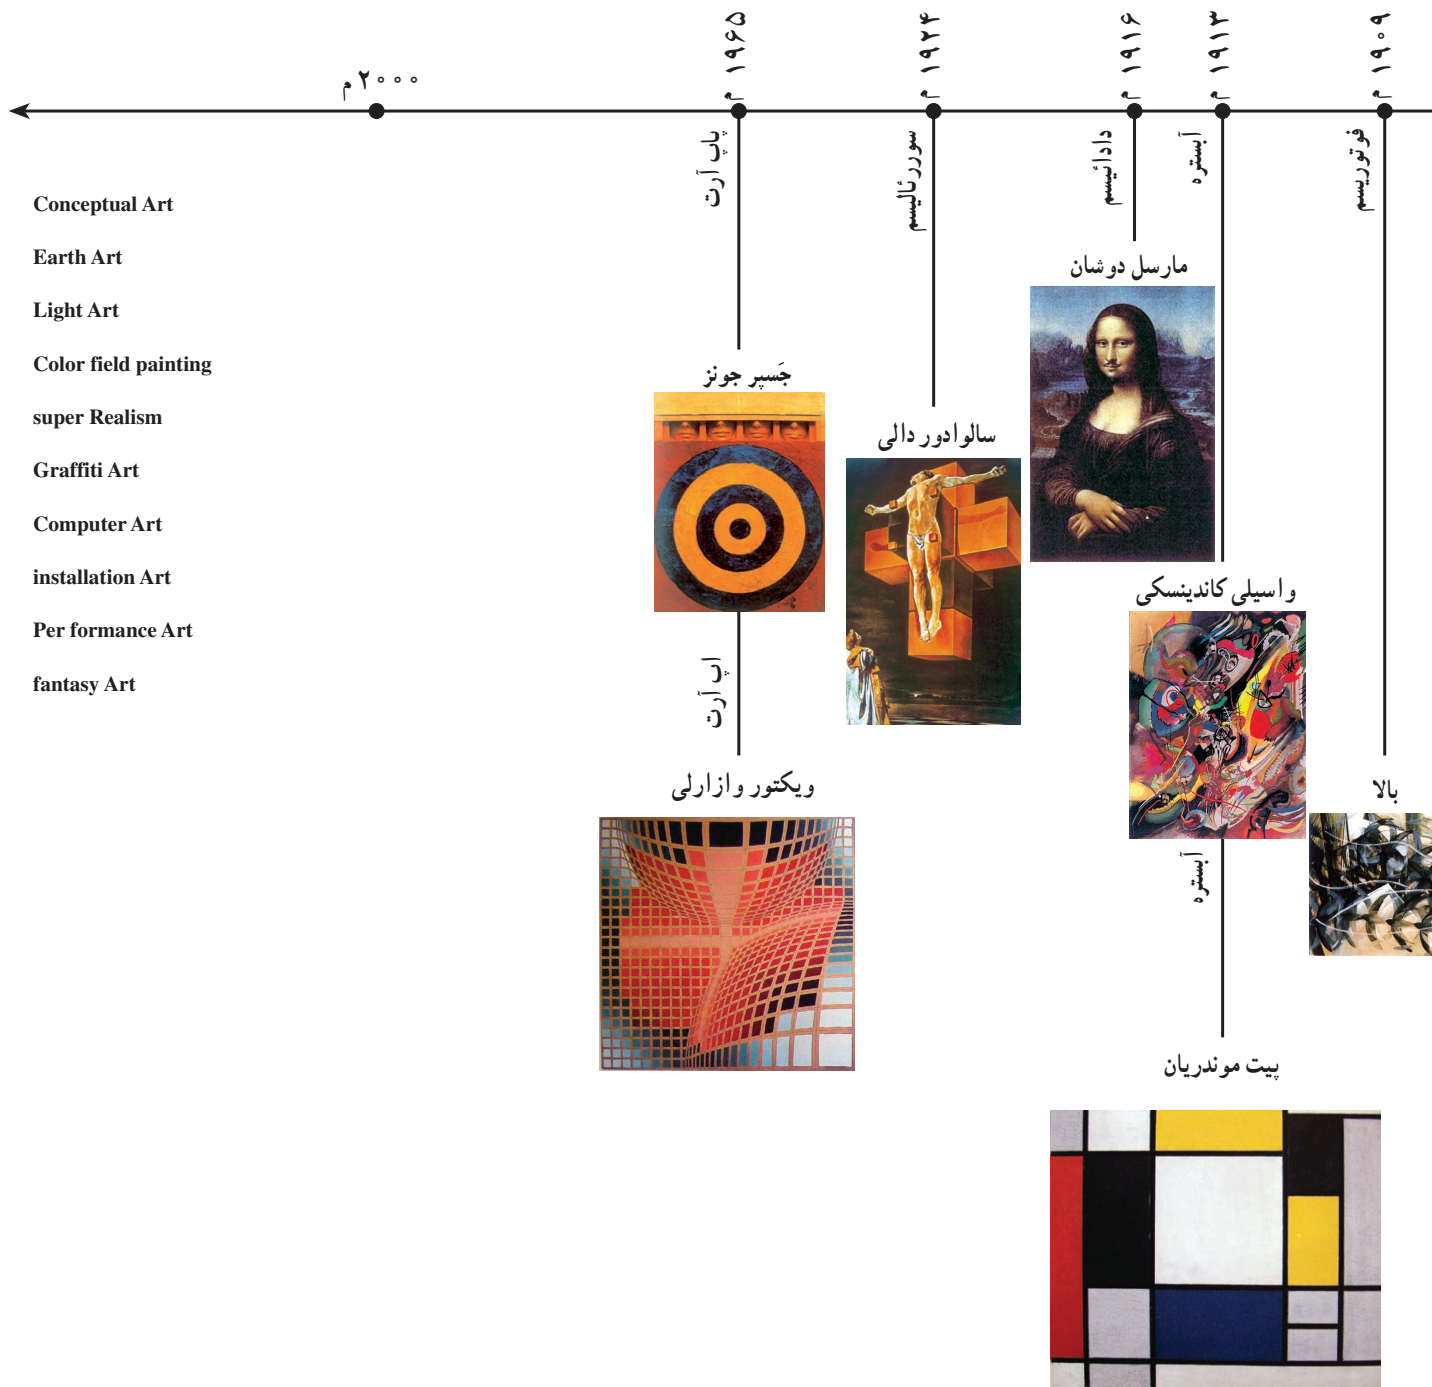 ۱۹۰۹ م
۱۹۱۳ م
۱۹۱۶ م
۱۹۲۴ م
۱۹۶۵ م
۲۰۰۰ م
فوتوریسم
آبستره
دادائیسم
سوررئالیسم
پاپ آرت
مارسل دوشان
جَسپر جونز
سالوادور دالی
واسیلی کاندینسکی
اپ آرت
بالا
ویکتور وازارلی
آبستره
پیت موندریان
Conceptual Art
Earth Art
Light Art
Color field painting
super Realism
Graffiti Art
Computer Art
installation Art
Per formance Art
fantasy Art